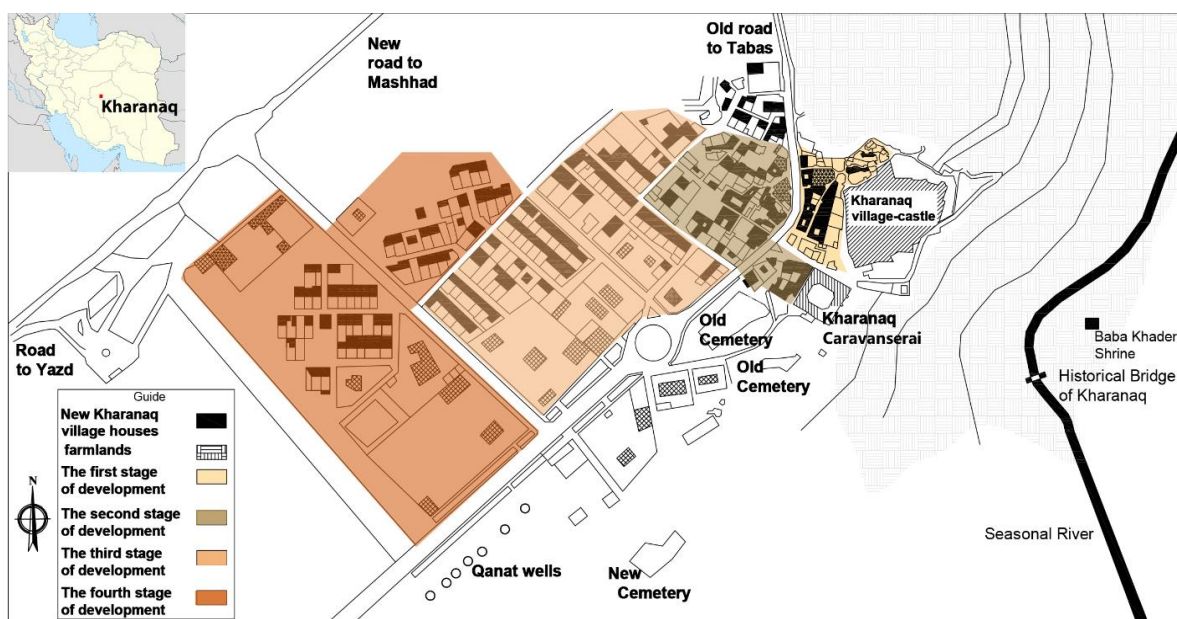 Kharanaq
New
road to
Mashhad
Old road
to Tabas
Kharanaq
village-castle
Old
Cemetery
Kharanaq
Caravanserai
Old
Cemetery
Baba Khader
Shrine
Historical Bridge
of Kharanaq
Road
to Yazd
Guide
New Kharanaq
village houses
farmlands
The first stage
of development
The second stage
of development
The third stage
of development
The fourth stage
of development
N
Qanat wells
New
Cemetery
Seasonal River